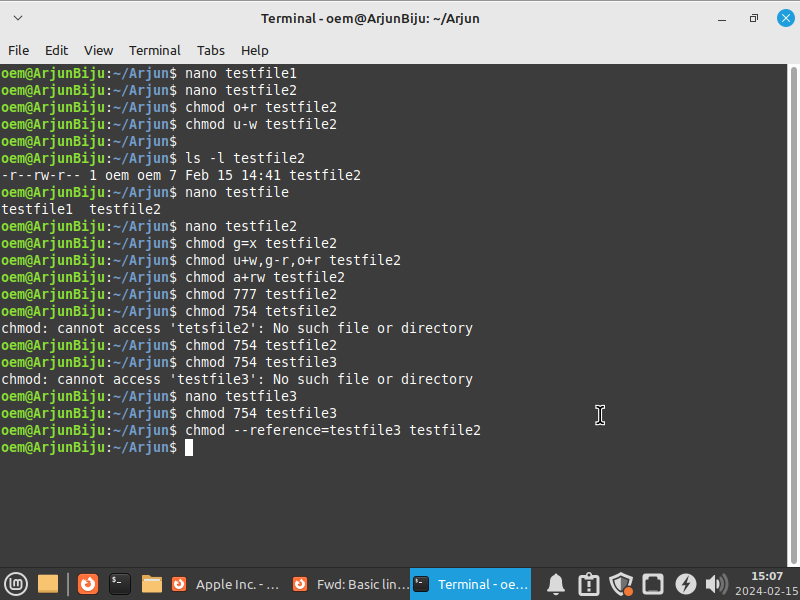 Terminal - oem@ArjunBiju: ~/Arjun
File Edit View Terminal Tabs Help
oem@ArjunBiju:~/Arjun$ nano testfile1
oem@ArjunBiju:~/Arjun$ nano testfile2
oem@ArjunBiju:~/Arjun$ chmod o+r testfile2
oem@ArjunBiju:~/Arjun$ chmod u-w testfile2
oem@ArjunBiju:~/Arjun$
oem@ArjunBiju:~/Arjun$ ls -l testfile2
-r--rw-r-- 1 oem oem 7 Feb 15 14:41 testfile2
oem@ArjunBiju:~/Arjun$ nano testfile
testfile1  testfile2
oem@ArjunBiju:~/Arjun$ nano testfile2
oem@ArjunBiju:~/Arjun$ chmod g=x testfile2
oem@ArjunBiju:~/Arjun$ chmod u+w,g-r,o+r testfile2
oem@ArjunBiju:~/Arjun$ chmod a+rw testfile2
oem@ArjunBiju:~/Arjun$ chmod 777 testfile2
oem@ArjunBiju:~/Arjun$ chmod 754 tetsfile2
chmod: cannot access 'tetsfile2': No such file or directory
oem@ArjunBiju:~/Arjun$ chmod 754 testfile2
oem@ArjunBiju:~/Arjun$ chmod 754 testfile3
chmod: cannot access 'testfile3': No such file or directory
oem@ArjunBiju:~/Arjun$ nano testfile3
oem@ArjunBiju:~/Arjun$ chmod 754 testfile3
oem@ArjunBiju:~/Arjun$ chmod --reference=testfile3 testfile2
oem@ArjunBiju:~/Arjun$
Apple Inc. - ... Fwd: Basic lin... Terminal - oe... 15:07
2024-02-15